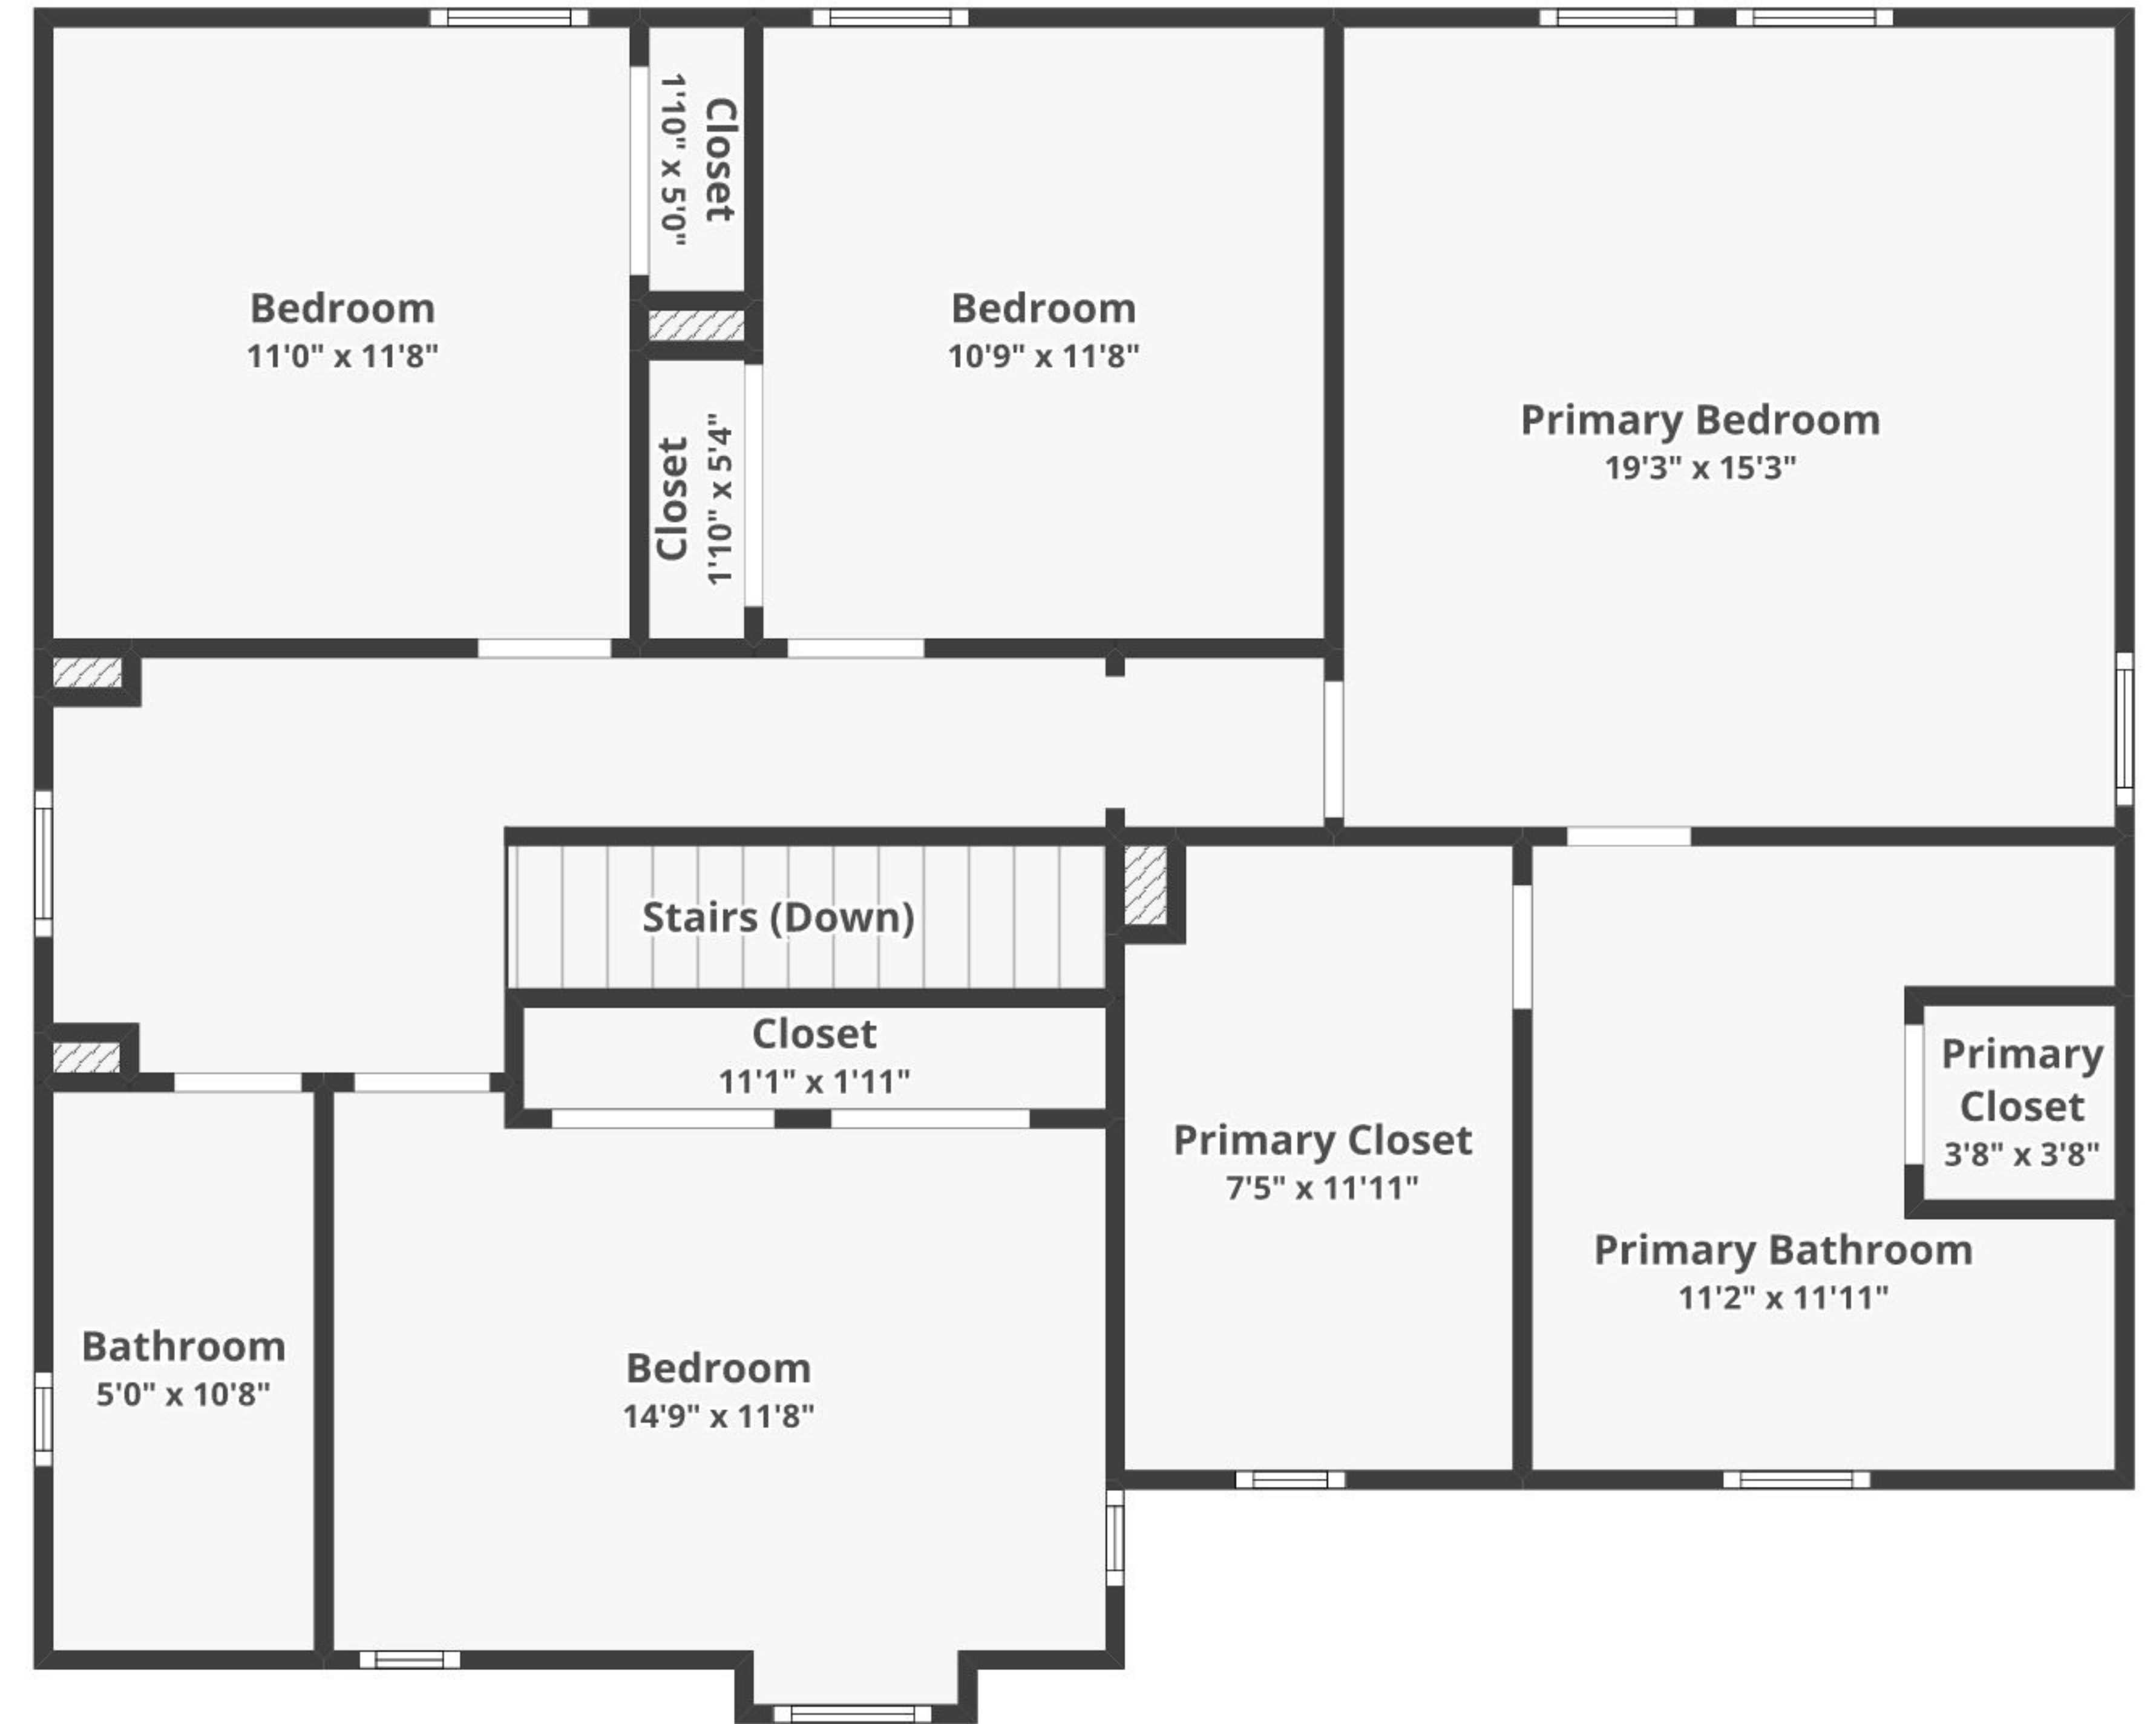 Closet
1'10" x 5'0"
Bedroom
11'0" x 11'8"
Bedroom
10'9" x 11'8"
Primary Bedroom
19'3" x 15'3"
Closet
1'10" x 5'4"
Stairs (Down)
Closet
11'1" x 1'11"
Primary
Closet
3'8" x 3'8"
Primary Closet
7'5" x 11'11"
Primary Bathroom
11'2" x 11'11"
Bathroom
5'0" x 10'8"
Bedroom
14'9" x 11'8"